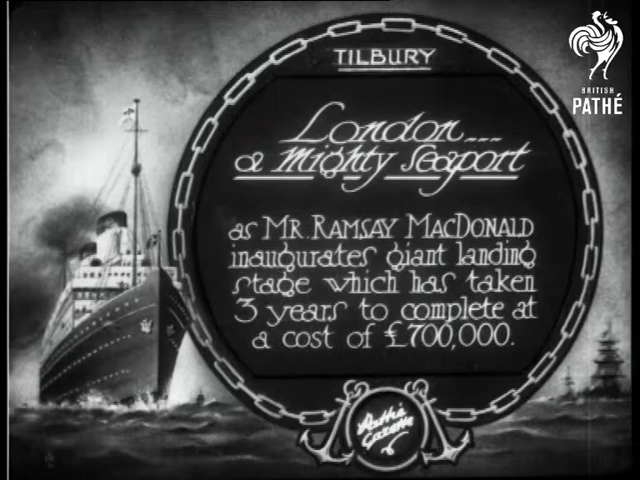 TILBURY
London ---
a Mighty Seaport
as MR. RAMSAY MACDONALD
inaugurates giant landing
stage which has taken
3 years to complete at
a cost of £700,000.
Pathé
Gazette
BRITISH
PATHÉ